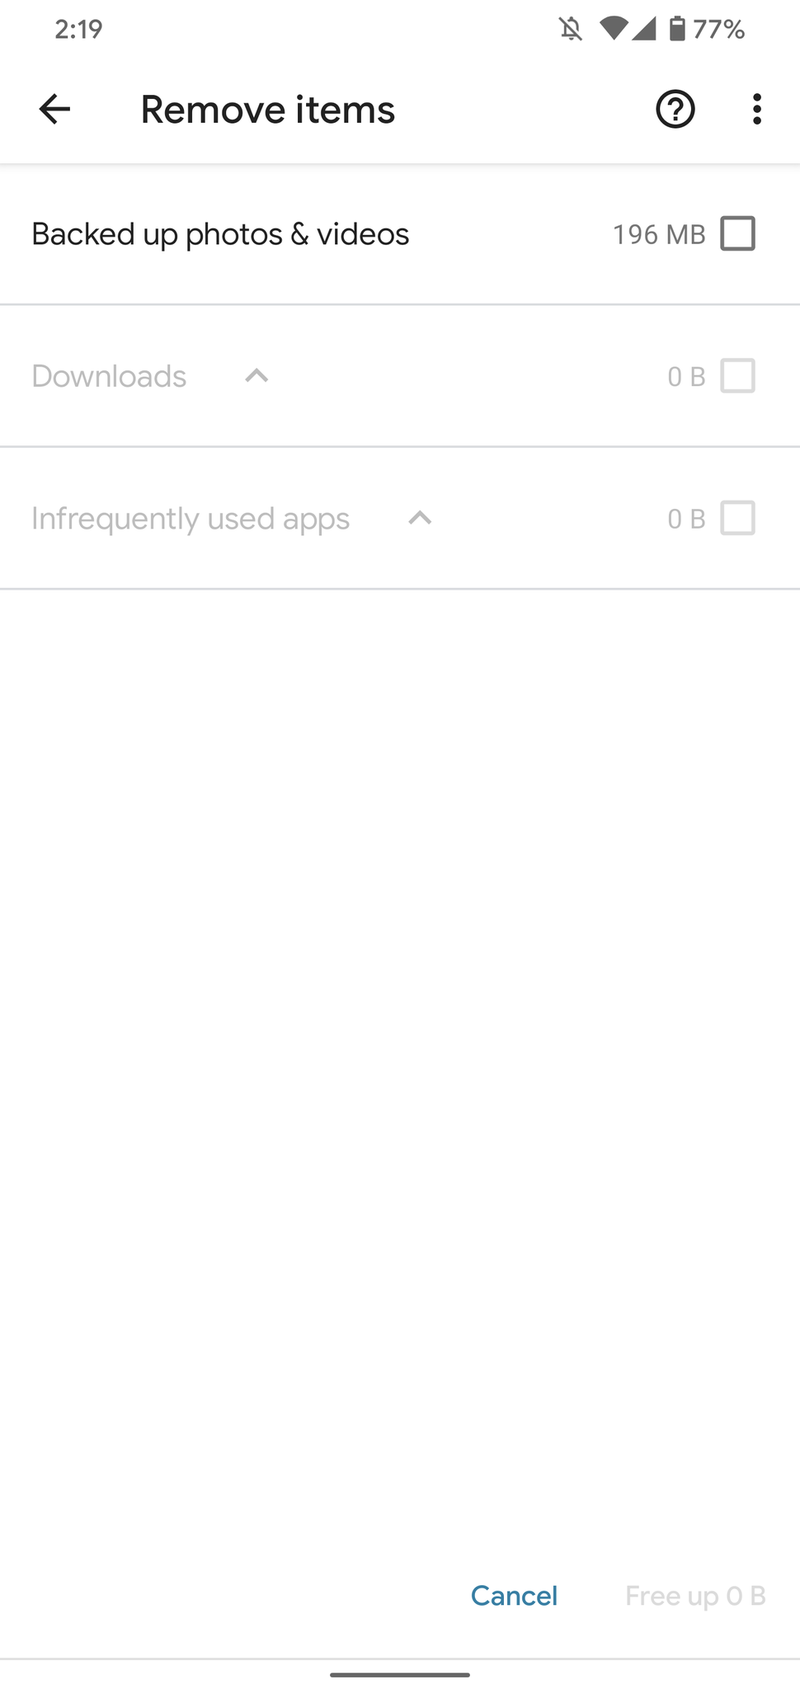 2:19 77%
Remove items
Backed up photos & videos 196 MB
Downloads 0 B
Infrequently used apps 0 B
Cancel Free up 0 B